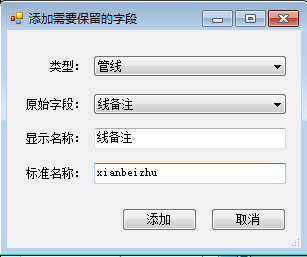 添加需要保留的字段
类型： 管线
原始字段： 线备注
显示名称： 线备注
标准名称： xianbeizhu
添加 取消